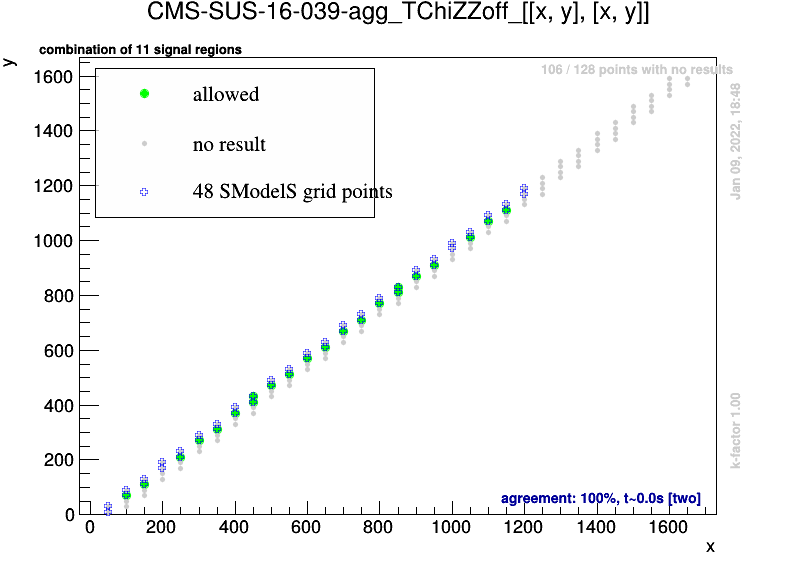 CMS-SUS-16-039-agg_TChiZZoff_[[x, y], [x, y]]
combination of 11 signal regions
y
106 / 128 points with no results
allowed
no result
48 SModelS grid points
Jan 09, 2022, 18:48
k-factor 1.00
1600
1400
1200
1000
800
600
400
200
0
agreement: 100%, t~0.0s [two]
0 200 400 600 800 1000 1200 1400 1600
x